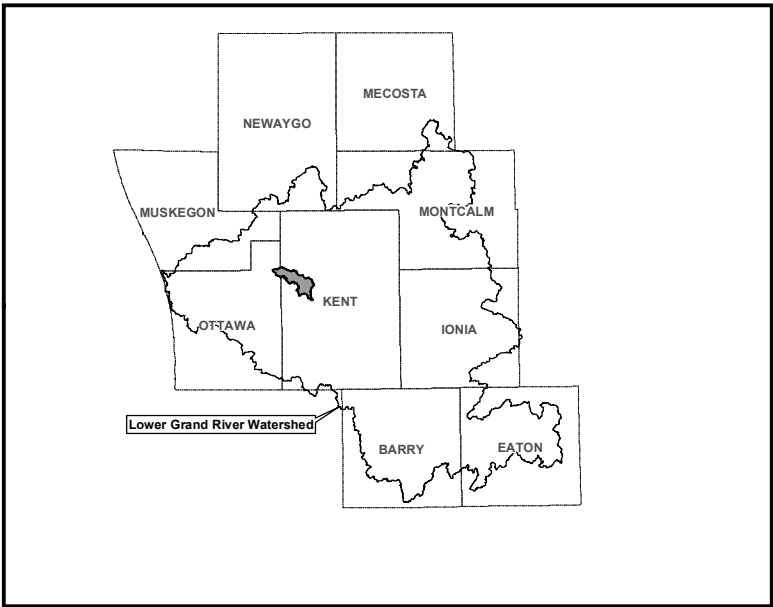 MECOSTA
NEWAYGO
MUSKEGON
MONTCALM
KENT
OTTAWA
IONIA
Lower Grand River Watershed
BARRY
EATON